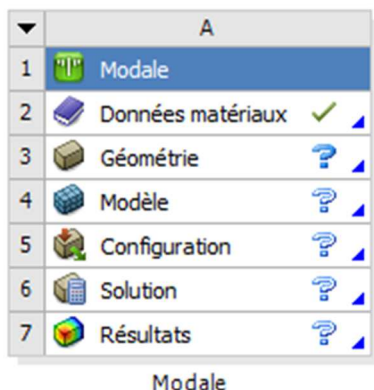 A
1 Modale
2 Données matériaux
3 Géométrie
4 Modèle
5 Configuration
6 Solution
7 Résultats
Modale